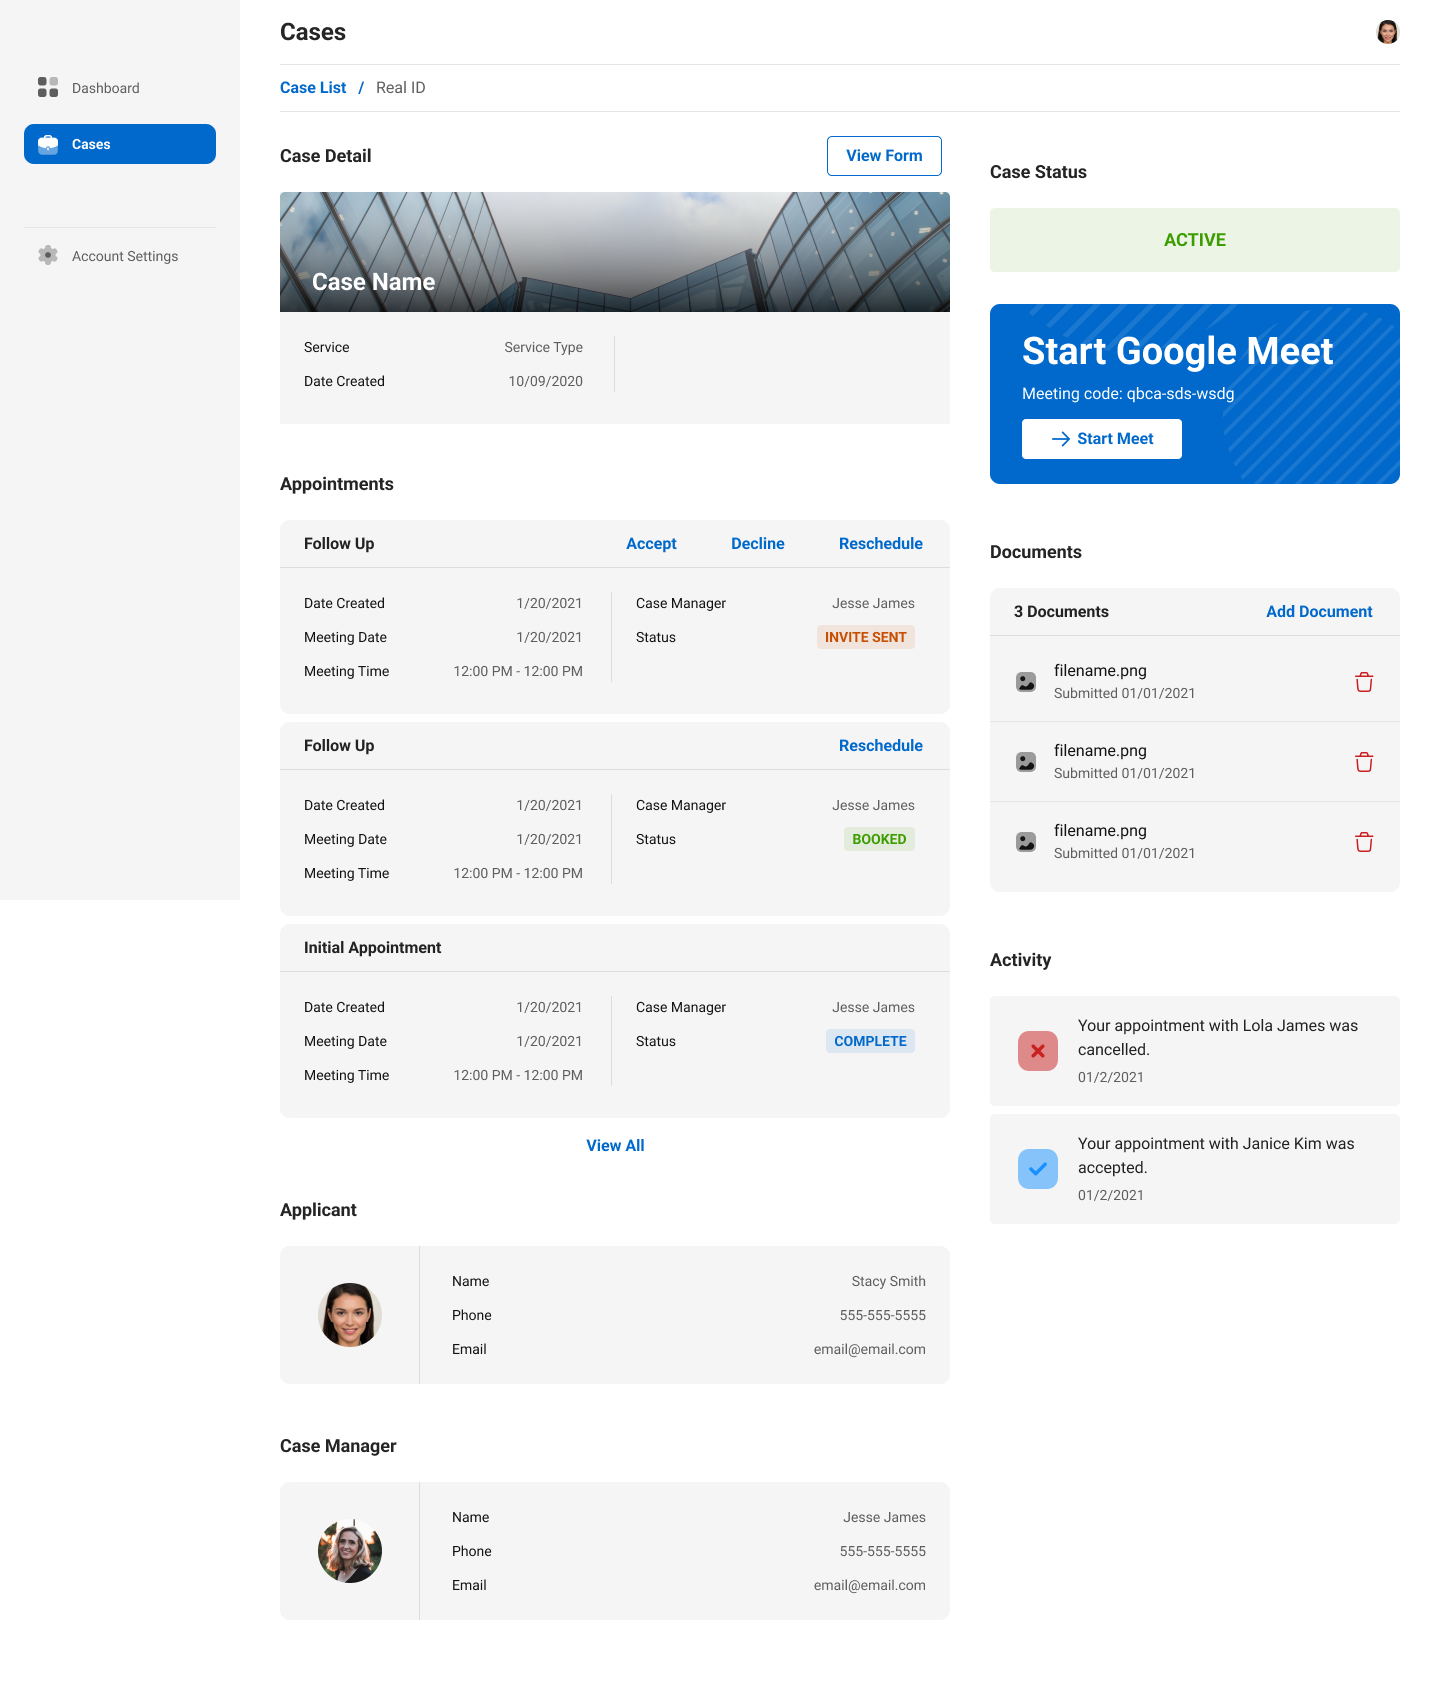 Cases
Dashboard
Cases
Account Settings
Case List / Real ID
Case Detail
View Form
Case Name
Service Service Type
Date Created 10/09/2020
Appointments
Follow Up Accept Decline Reschedule
Date Created 1/20/2021 Case Manager Jesse James
Meeting Date 1/20/2021 Status INVITE SENT
Meeting Time 12:00 PM - 12:00 PM
Follow Up Reschedule
Date Created 1/20/2021 Case Manager Jesse James
Meeting Date 1/20/2021 Status BOOKED
Meeting Time 12:00 PM - 12:00 PM
Initial Appointment
Date Created 1/20/2021 Case Manager Jesse James
Meeting Date 1/20/2021 Status COMPLETE
Meeting Time 12:00 PM - 12:00 PM
View All
Applicant
Name Stacy Smith
Phone 555-555-5555
Email email@email.com
Case Manager
Name Jesse James
Phone 555-555-5555
Email email@email.com
Case Status
ACTIVE
Start Google Meet
Meeting code: qbca-sds-wsdg
Start Meet
Documents
3 Documents Add Document
filename.png
Submitted 01/01/2021
filename.png
Submitted 01/01/2021
filename.png
Submitted 01/01/2021
Activity
Your appointment with Lola James was
cancelled.
01/2/2021
Your appointment with Janice Kim was
accepted.
01/2/2021